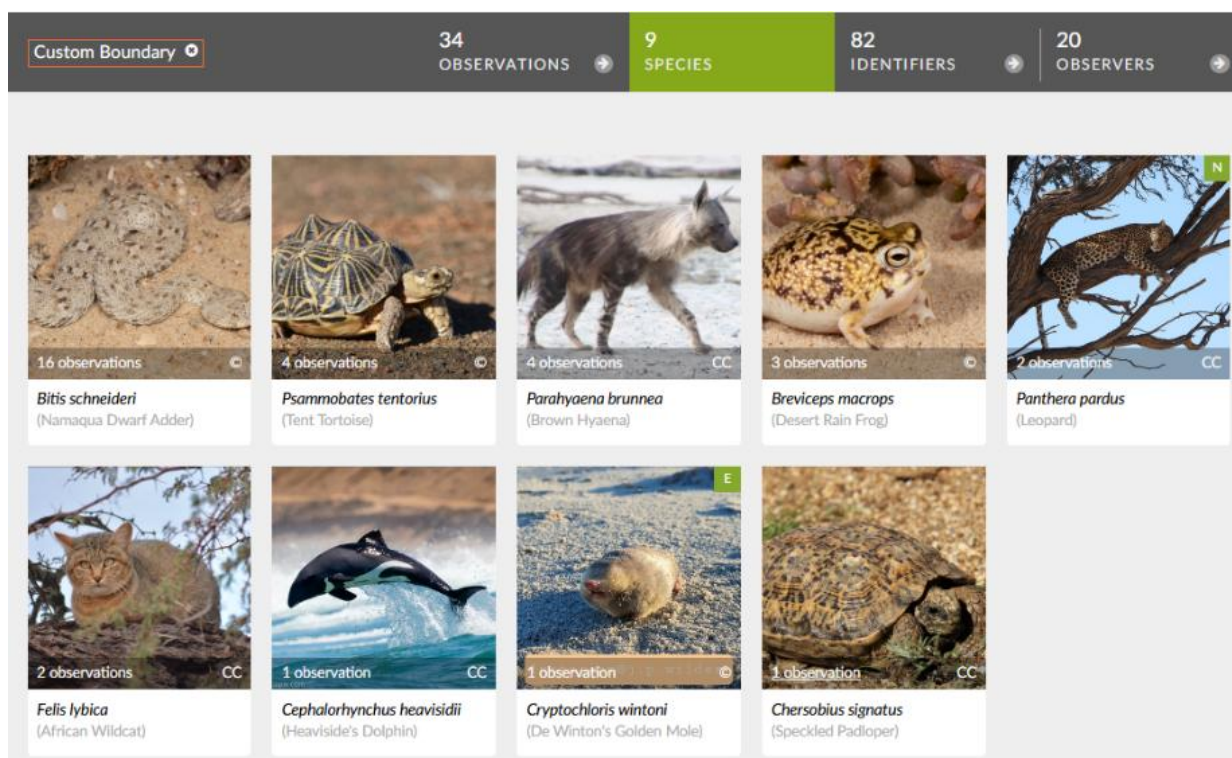 Custom Boundary
34
OBSERVATIONS
9
SPECIES
82
IDENTIFIERS
20
OBSERVERS
16 observations ©
4 observations ©
4 observations CC
3 observations ©
N
2 observations CC
Bitis schneideri
(Namaqua Dwarf Adder)
Psammobates tentorius
(Tent Tortoise)
Parahyaena brunnea
(Brown Hyaena)
Breviceps macrops
(Desert Rain Frog)
Panthera pardus
(Leopard)
2 observations CC
1 observation CC
E
1 observation ©
1 observation CC
Felis lybica
(African Wildcat)
Cephalorhynchus heavisidii
(Heaviside's Dolphin)
Cryptochloris wintoni
(De Winton's Golden Mole)
Chersobius signatus
(Speckled Padloper)